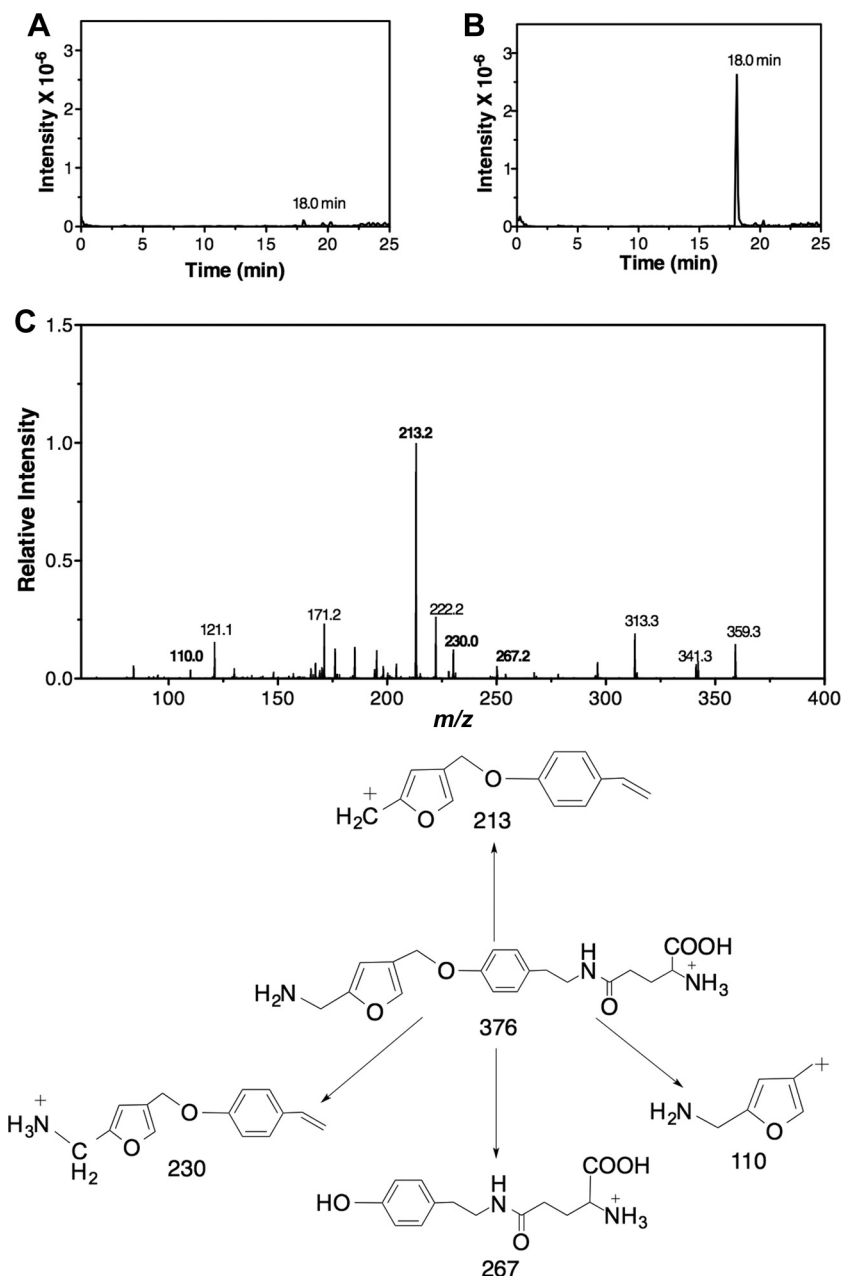 A
B
Intensity X 10-6
3
2
1
0
18.0 min
0 5 10 15 20 25
Time (min)
Intensity X 10-6
3
2
1
0
18.0 min
0 5 10 15 20 25
Time (min)
C
Relative Intensity
1.5
1.0
0.5
0.0
213.2
110.0
121.1
171.2
222.2
230.0
267.2
313.3
341.3
359.3
100 150 200 250 300 350 400
m/z
+
H2C
O
O
213
H2N
O
O
H
N
O
COOH
+
NH3
376
+
H3N
C
H2
O
O
230
HO
H
N
O
COOH
+
NH3
267
H2N
O
+
110